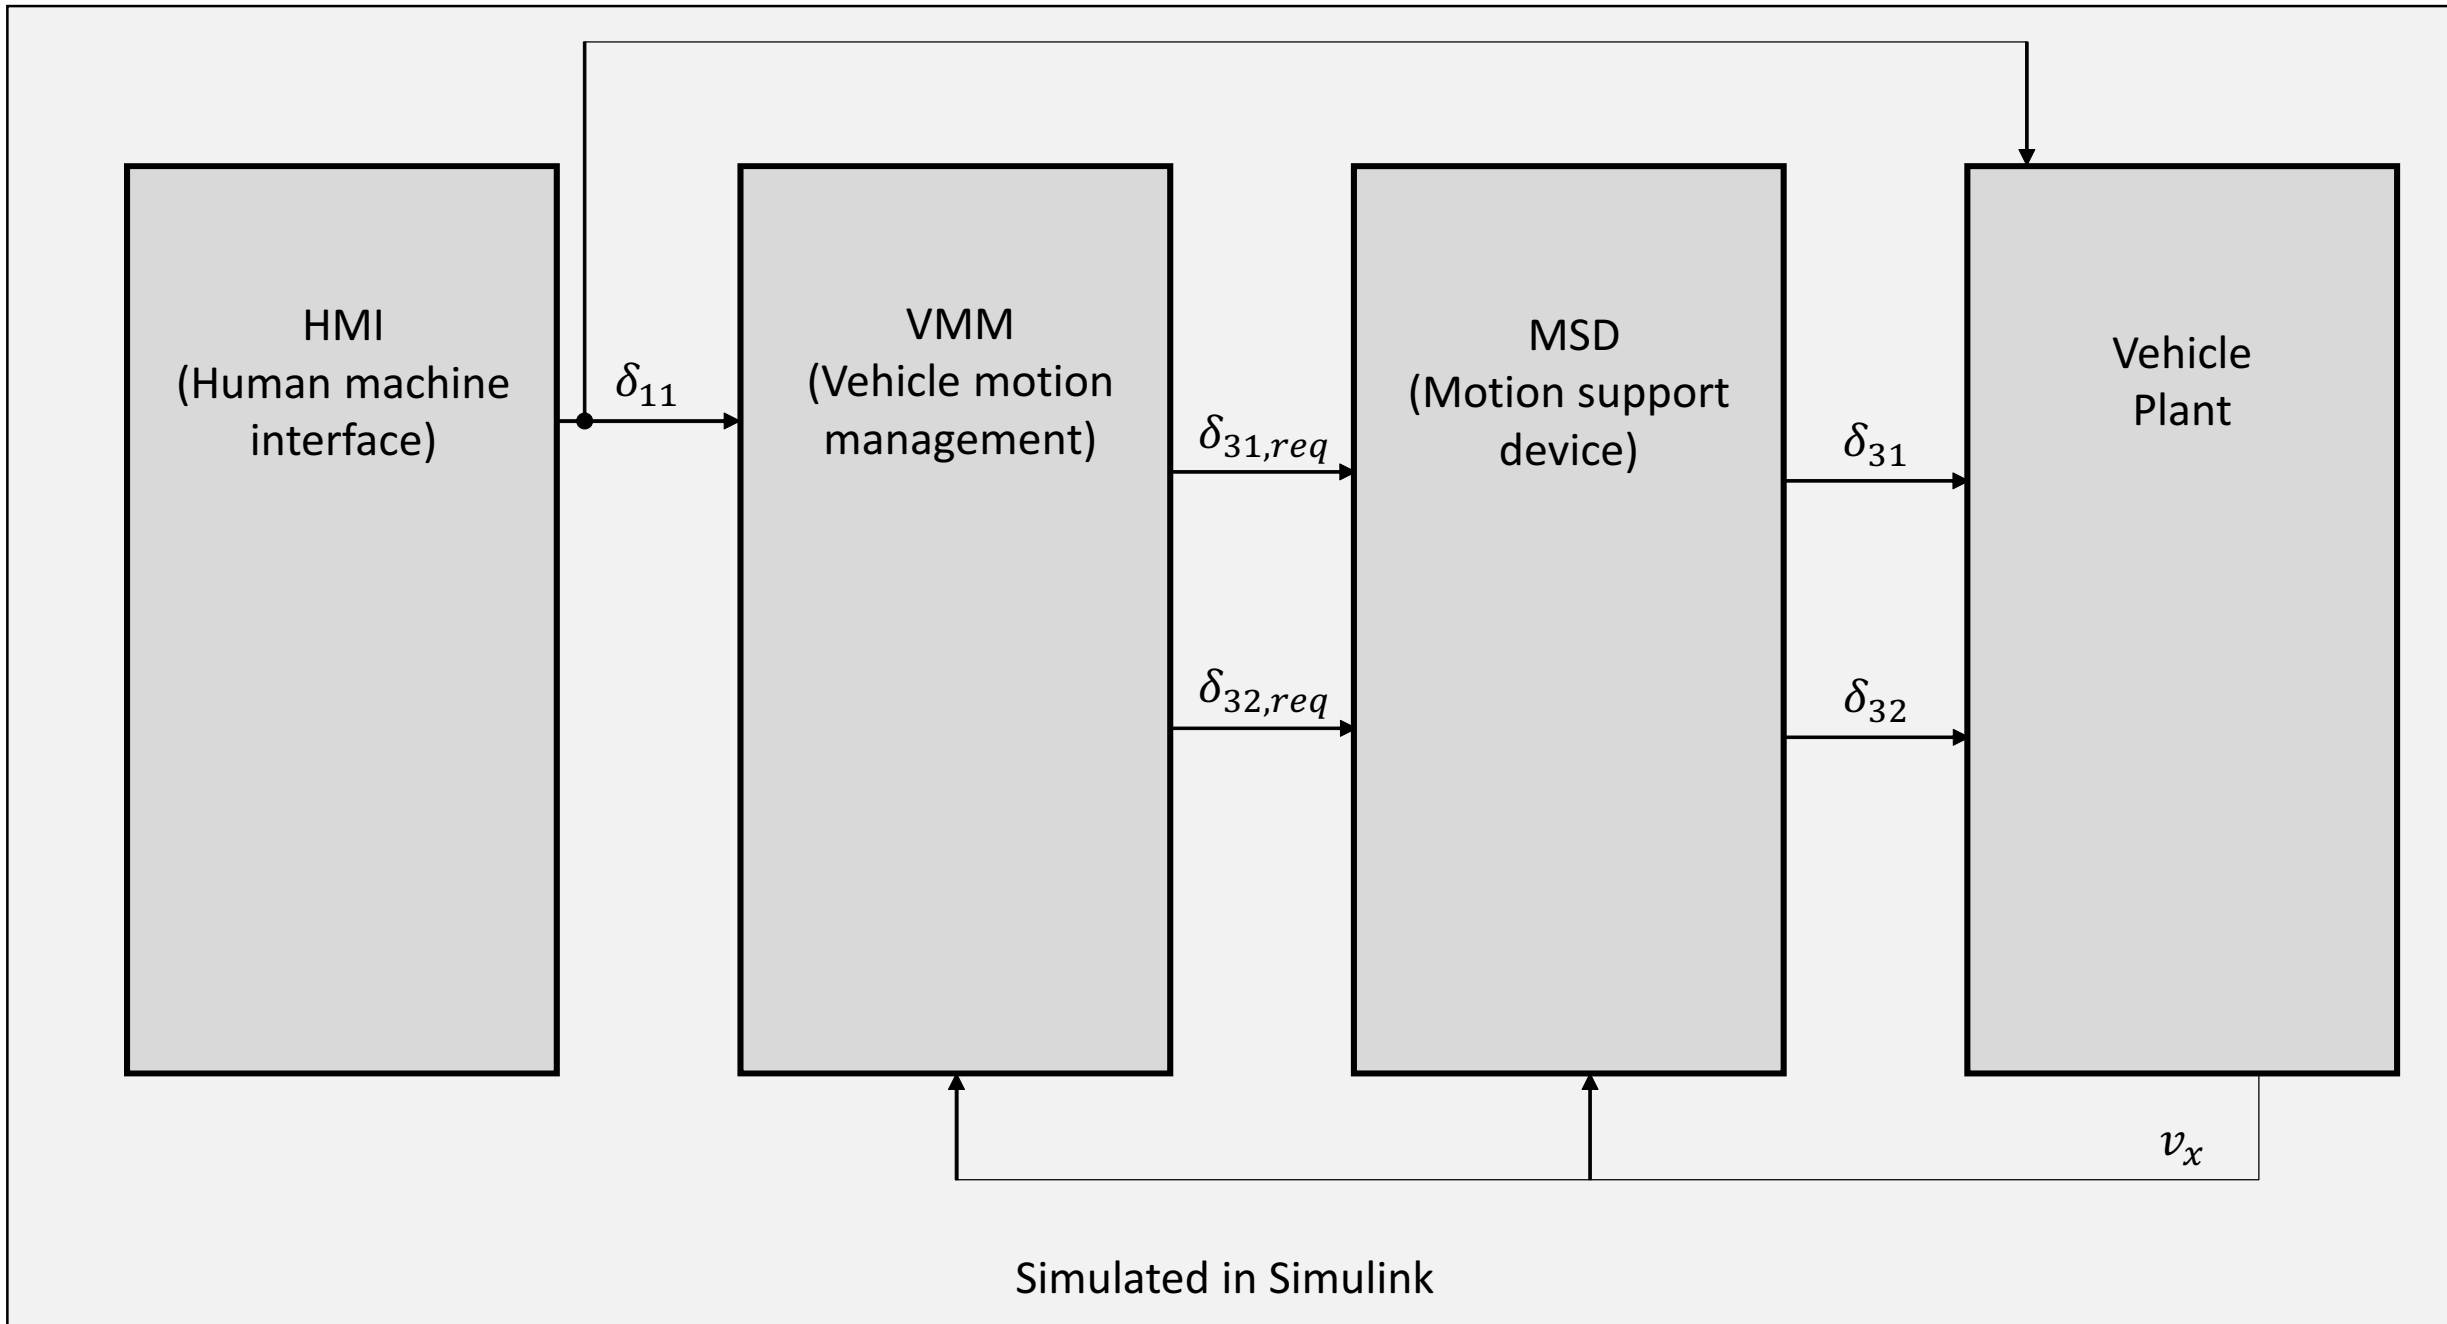 HMI
(Human machine
interface)
δ11
VMM
(Vehicle motion
management)
δ31,req
δ32,req
MSD
(Motion support
device)
δ31
δ32
Vehicle
Plant
vx
Simulated in Simulink